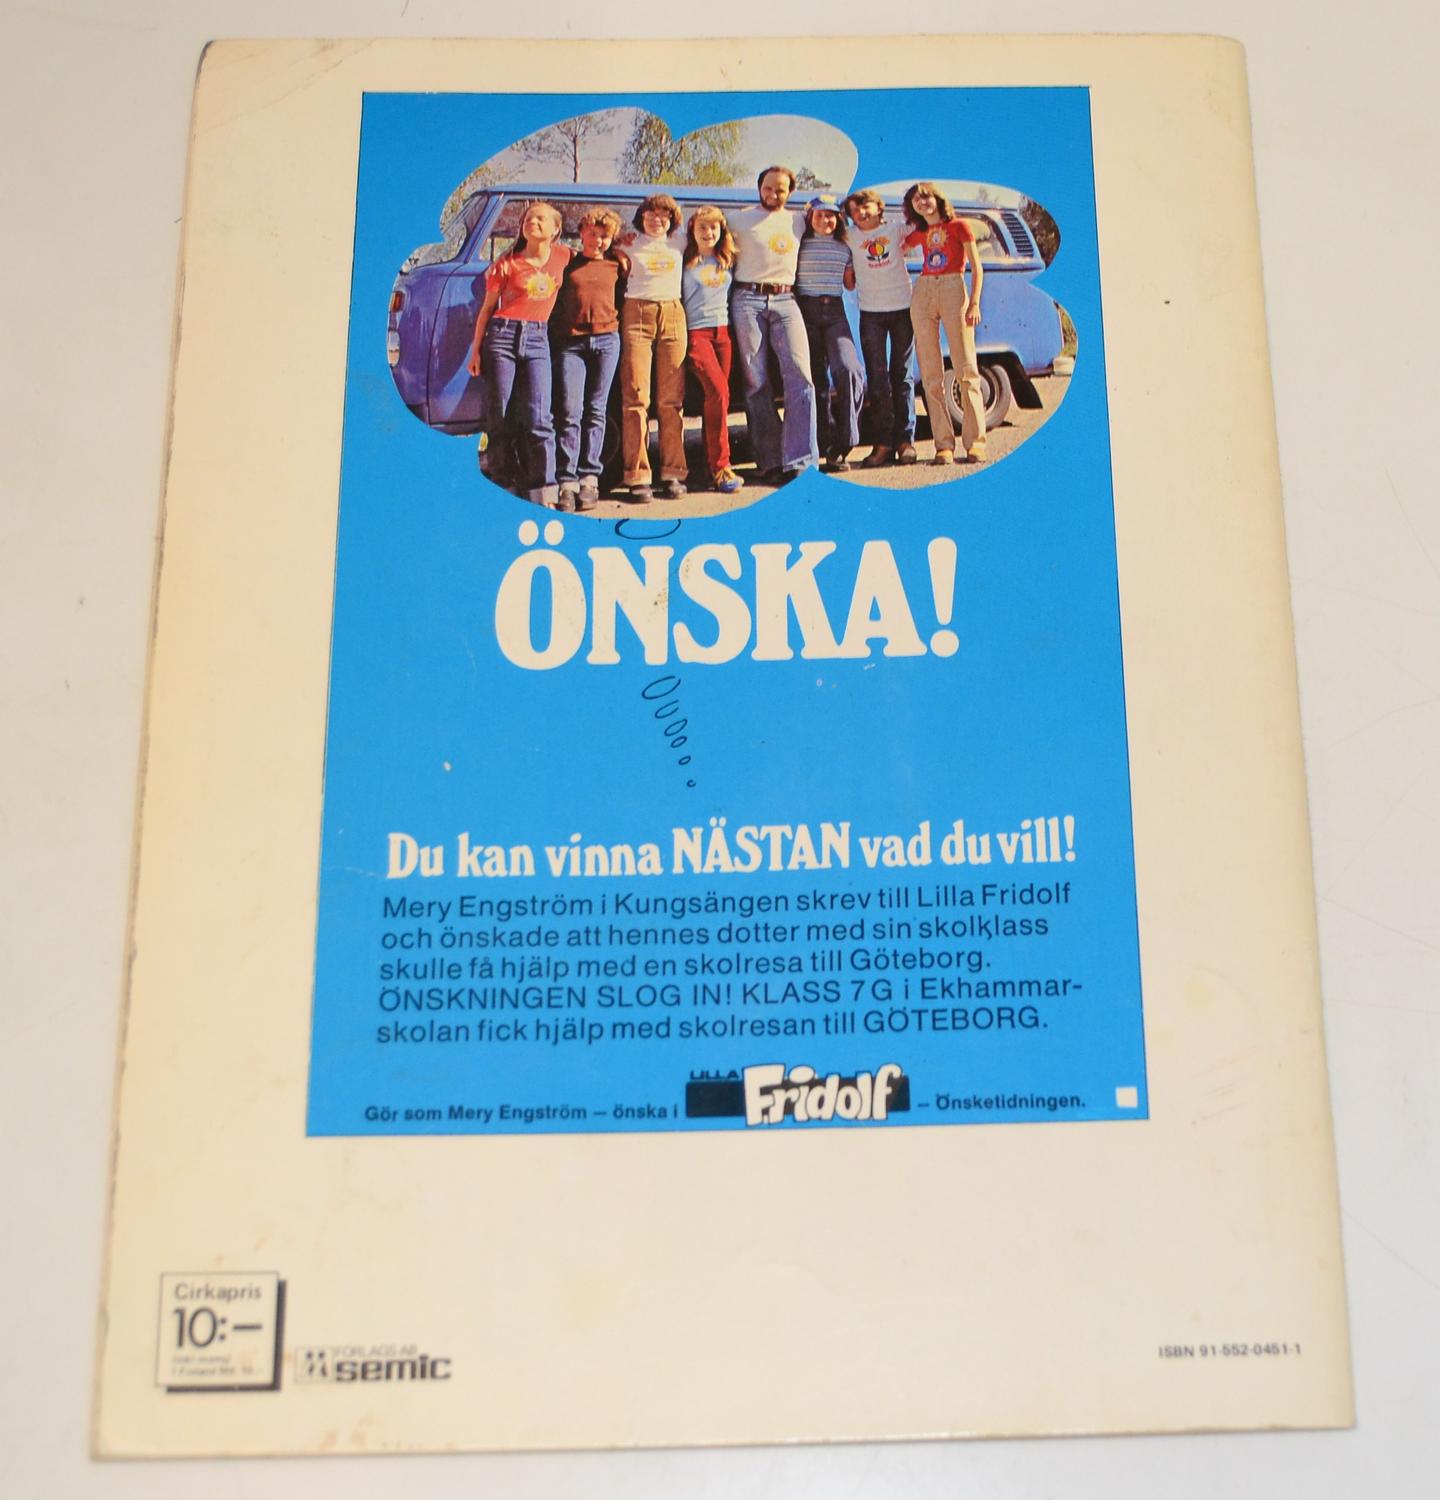 ÖNSKA!
Du kan vinna NÄSTAN vad du vill!
Mery Engström i Kungsängen skrev till Lilla Fridolf
och önskade att hennes dotter med sin skolklass
skulle få hjälp med en skolresa till Göteborg.
ÖNSKNINGEN SLOG IN! KLASS 7G i Ekhammar-
skolan fick hjälp med skolresan till GÖTEBORG.
Gör som Mery Engström – önska i LILLA Fridolf – Önsketidningen.
Cirkapris
10:–
FÖRLAGS AB
semic
ISBN 91-552-0451-1